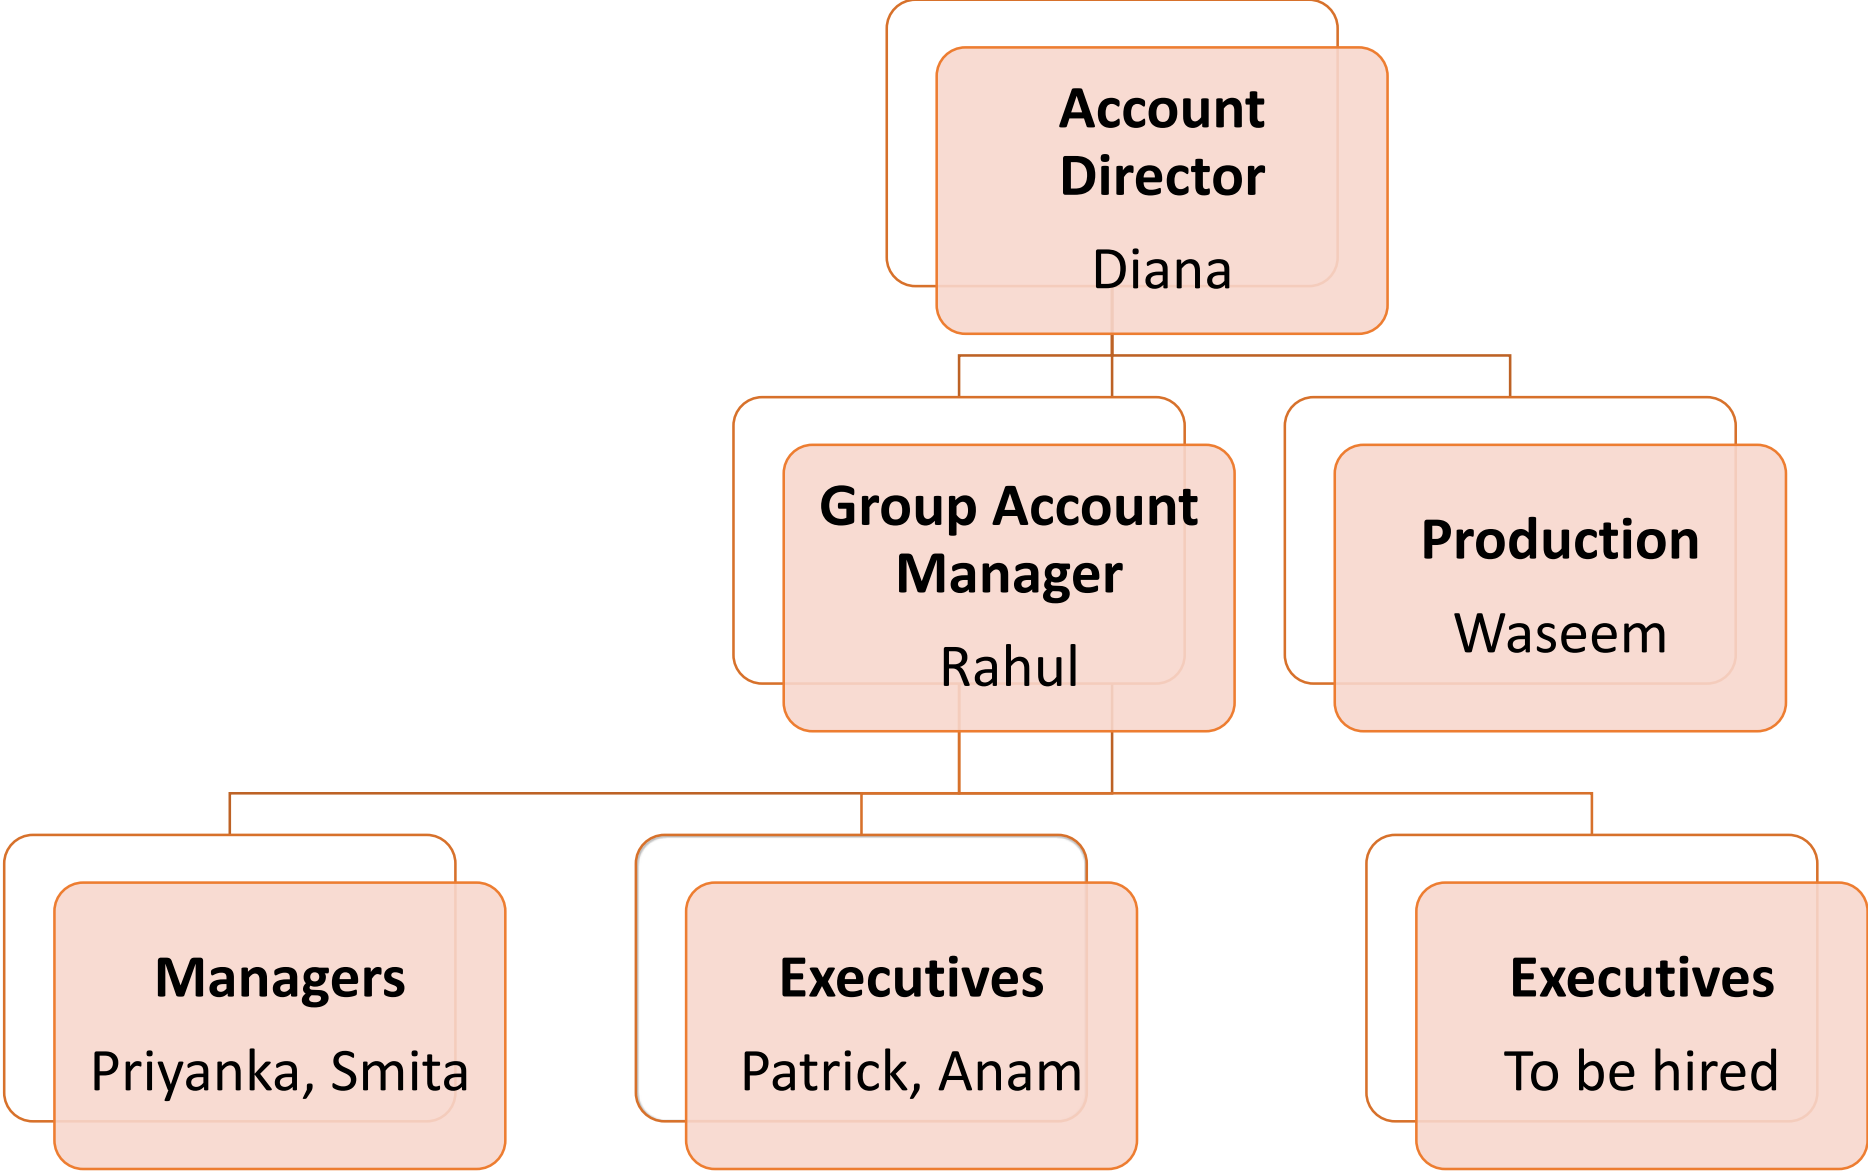 Account
Director
Diana
Group Account
Manager
Rahul
Production
Waseem
Managers
Priyanka, Smita
Executives
Patrick, Anam
Executives
To be hired